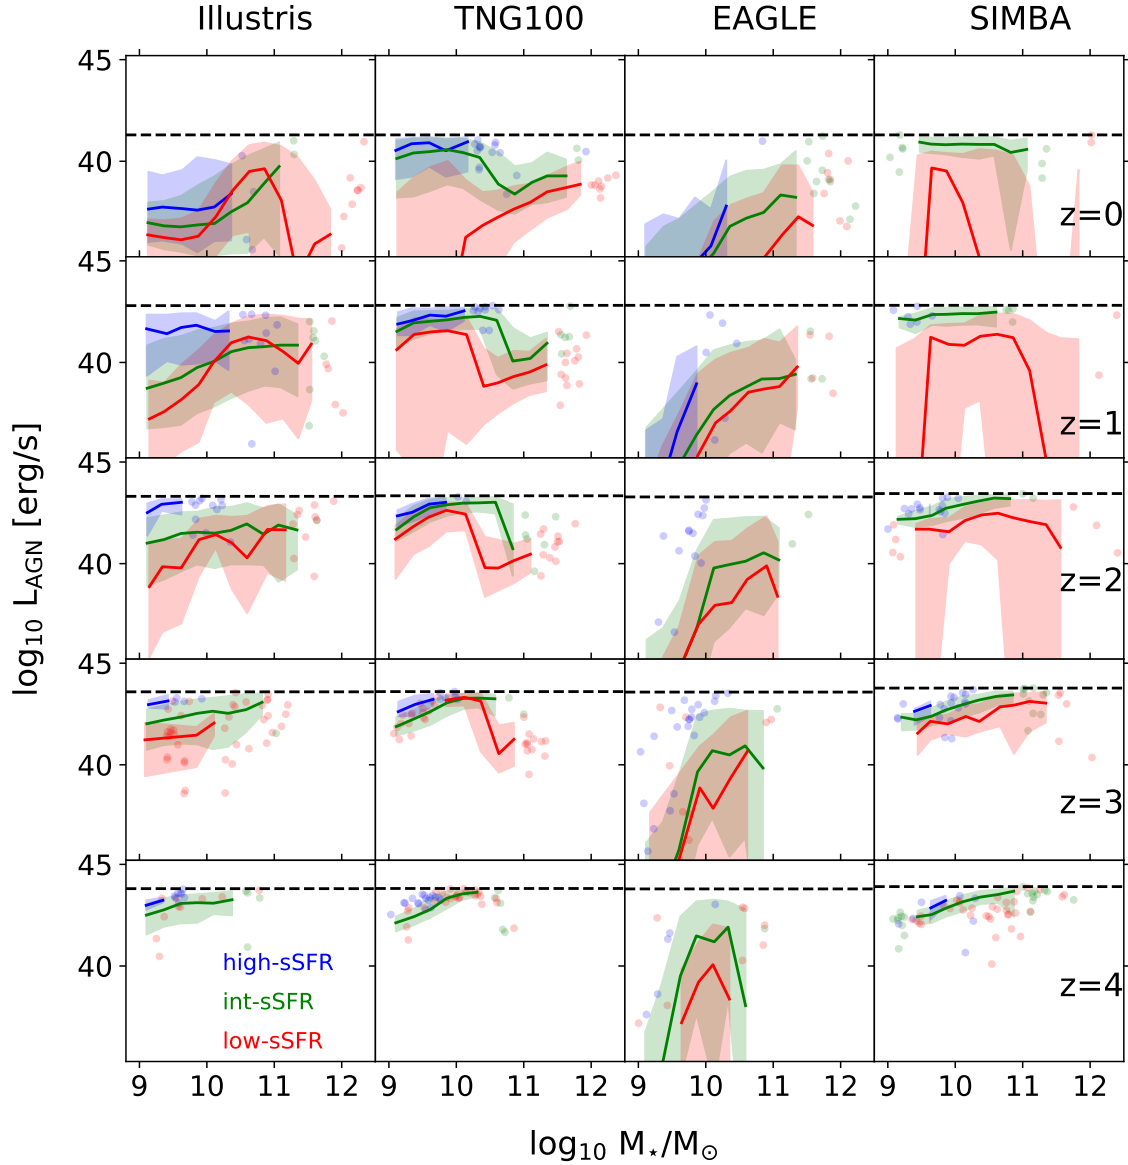 Illustris TNG100 EAGLE SIMBA
45
40
z=0
45
40
z=1
45
40
z=2
45
40
z=3
45
40
high-sSFR
int-sSFR
low-sSFR
z=4
9 10 11 12 9 10 11 12 9 10 11 12 9 10 11 12
log₁₀ L_AGN [erg/s]
log₁₀ M⋆/M⊙